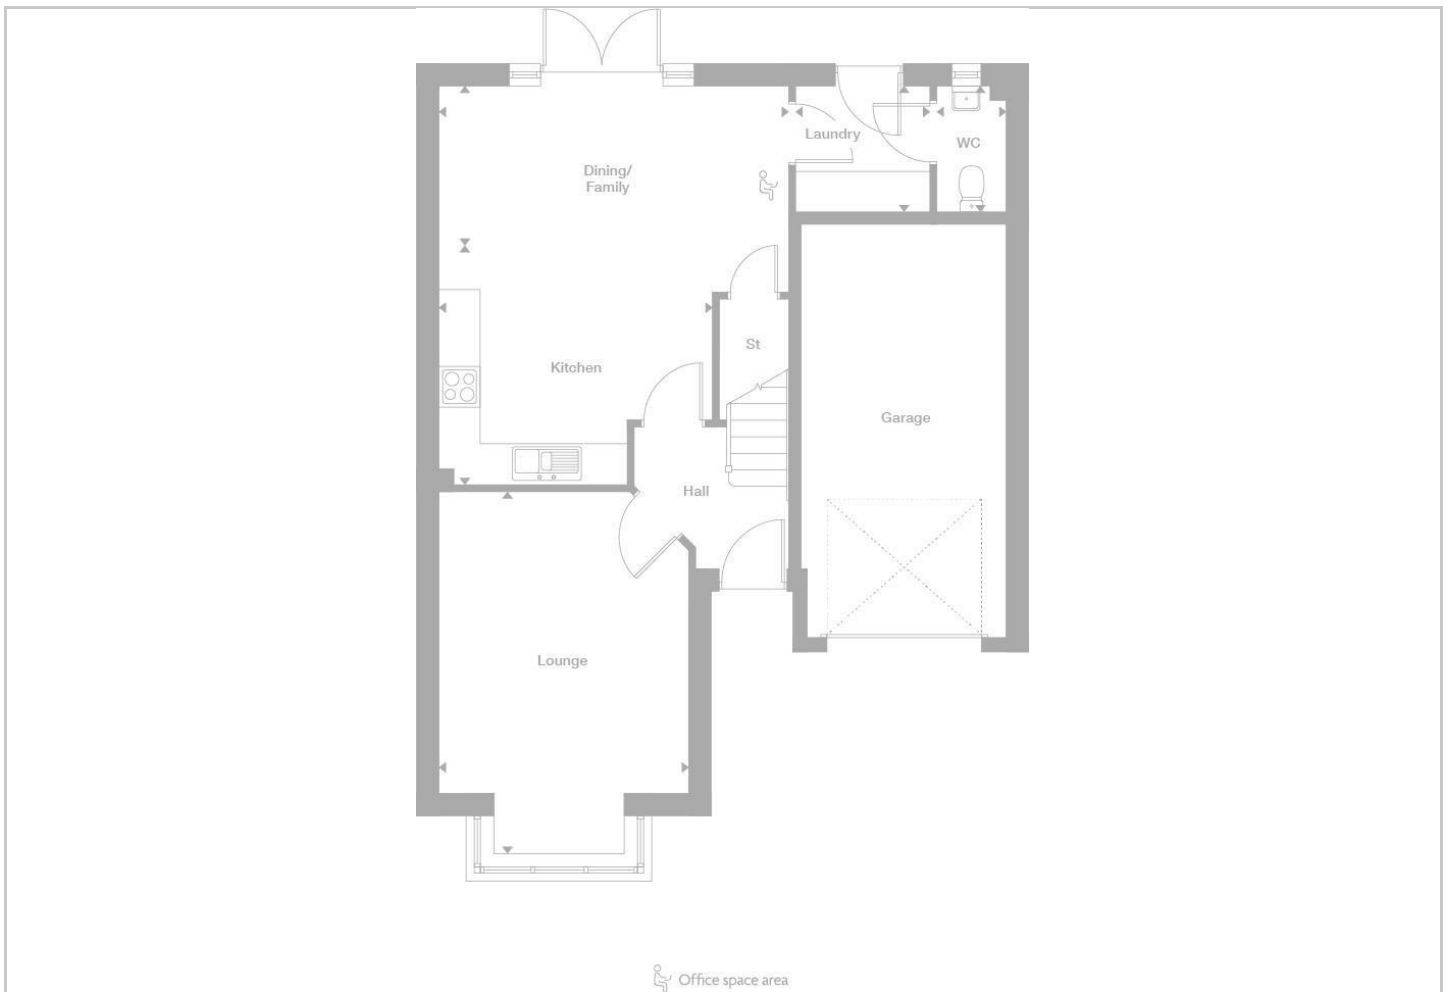 Laundry
WC
Dining/
Family
St
Kitchen
Garage
Hall
Lounge
Office space area